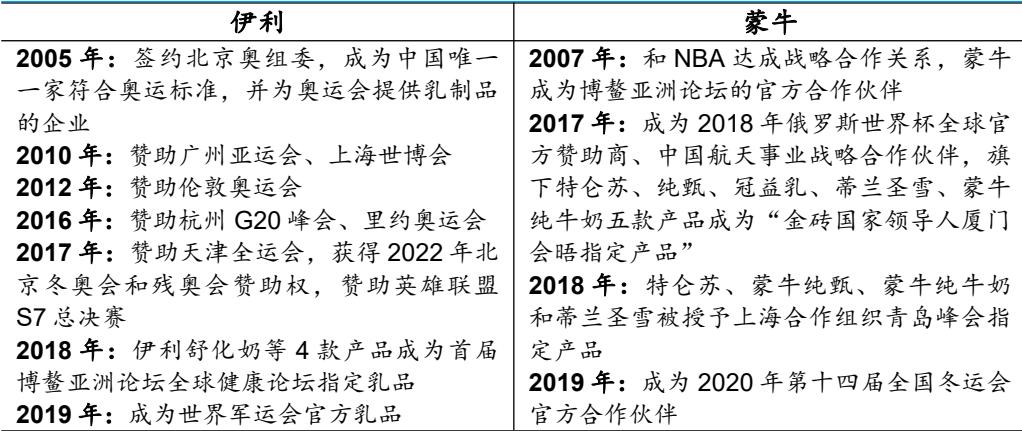 伊利
2005 年：签约北京奥组委，成为中国唯一
一家符合奥运标准，并为奥运会提供乳制品
的企业
2010 年：赞助广州亚运会、上海世博会
2012 年：赞助伦敦奥运会
2016 年：赞助杭州 G20 峰会、里约奥运会
2017 年：赞助天津全运会，获得 2022 年北
京冬奥会和残奥会赞助权，赞助英雄联盟
S7 总决赛
2018 年：伊利舒化奶等 4 款产品成为首届
博鳌亚洲论坛全球健康论坛指定乳品
2019 年：成为世界军运会官方乳品
蒙牛
2007 年：和 NBA 达成战略合作关系，蒙牛
成为博鳌亚洲论坛的官方合作伙伴
2017 年：成为 2018 年俄罗斯世界杯全球官
方赞助商、中国航天事业战略合作伙伴，旗
下特仑苏、纯甄、冠益乳、蒂兰圣雪、蒙牛
纯牛奶五款产品成为“金砖国家领导人厦门
会晤指定产品”
2018 年：特仑苏、蒙牛纯甄、蒙牛纯牛奶
和蒂兰圣雪被授予上海合作组织青岛峰会指
定产品
2019 年：成为 2020 年第十四届全国冬运会
官方合作伙伴